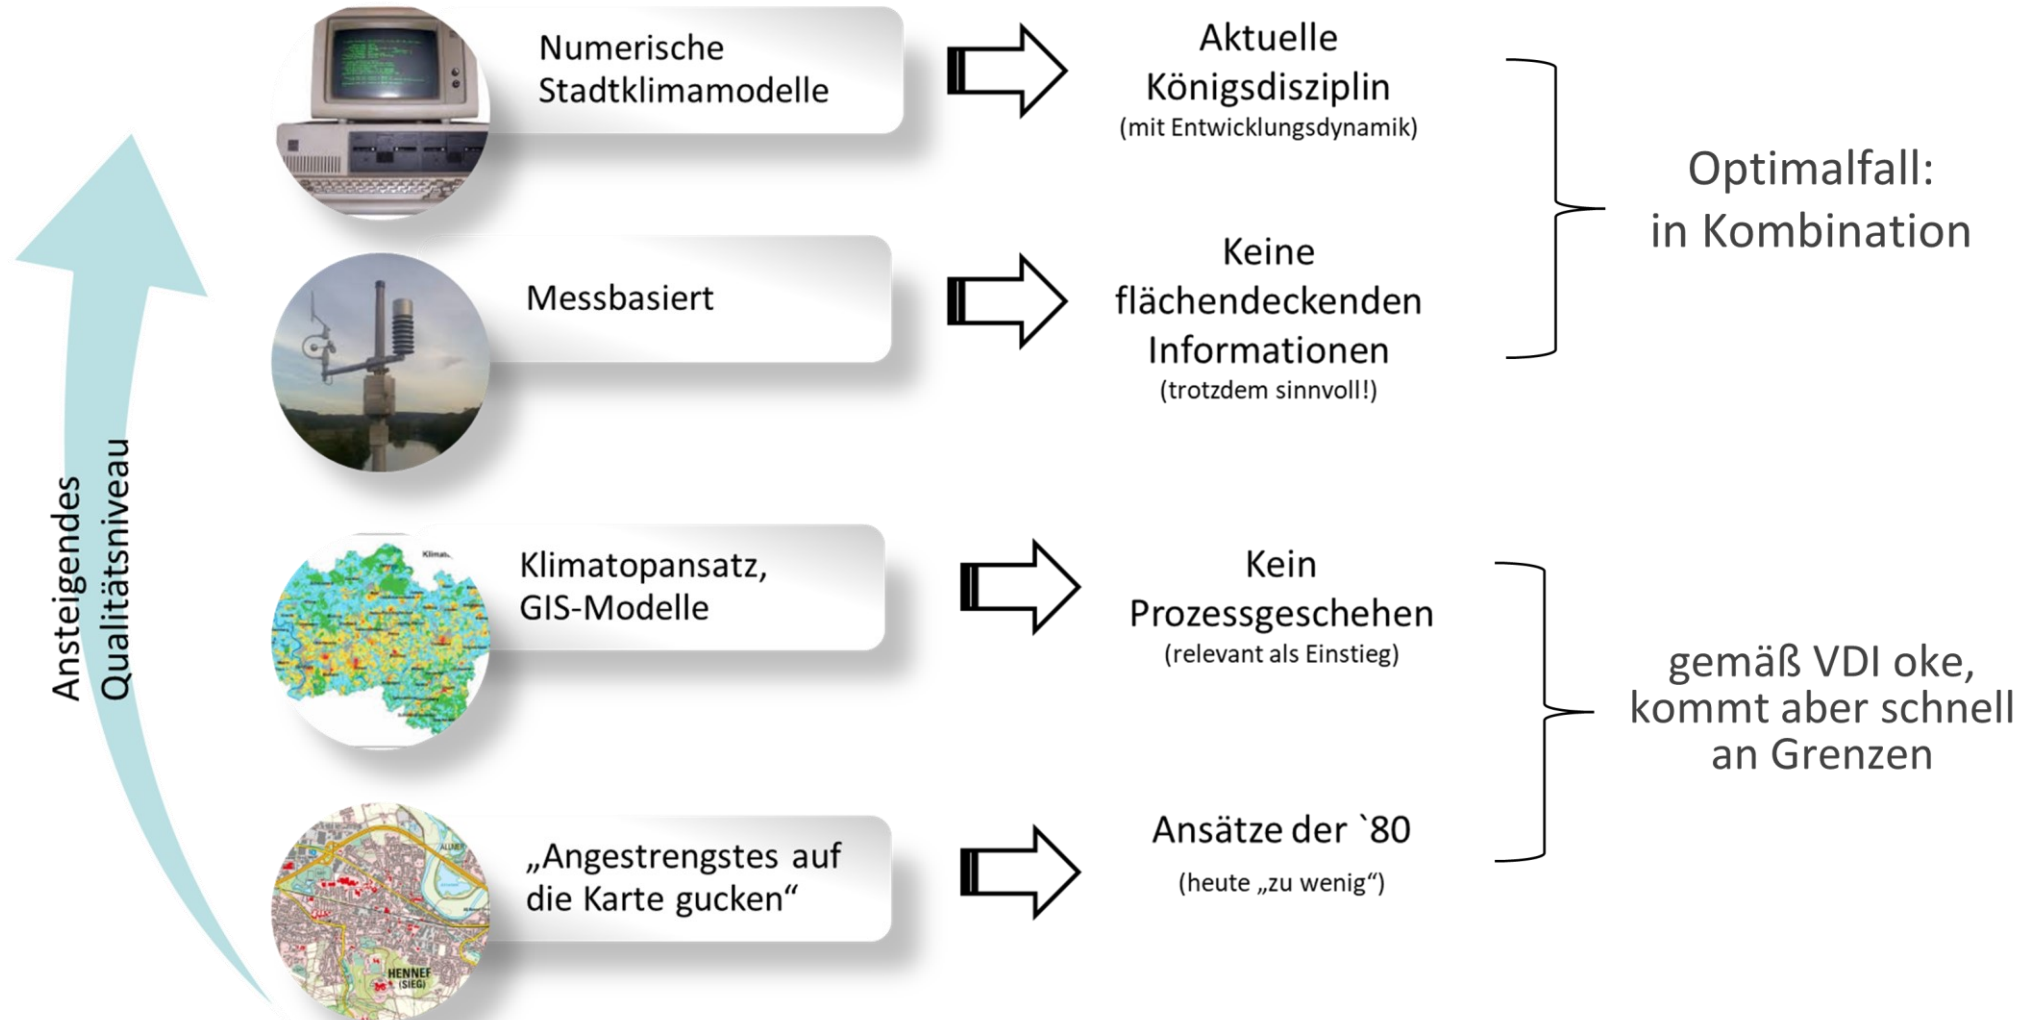 Numerische
Stadtklimamodelle
Aktuelle
Königsdisziplin
(mit Entwicklungsdynamik)
Optimalfall:
in Kombination
Messbasiert
Keine
flächendeckenden
Informationen
(trotzdem sinnvoll!)
Ansteigendes
Qualitätsniveau
Klimatopansatz,
GIS-Modelle
Kein
Prozessgeschehen
(relevant als Einstieg)
gemäß VDI oke,
kommt aber schnell
an Grenzen
„Angestrengstes auf
die Karte gucken“
Ansätze der `80
(heute „zu wenig“)
HENNEF
(SIEG)